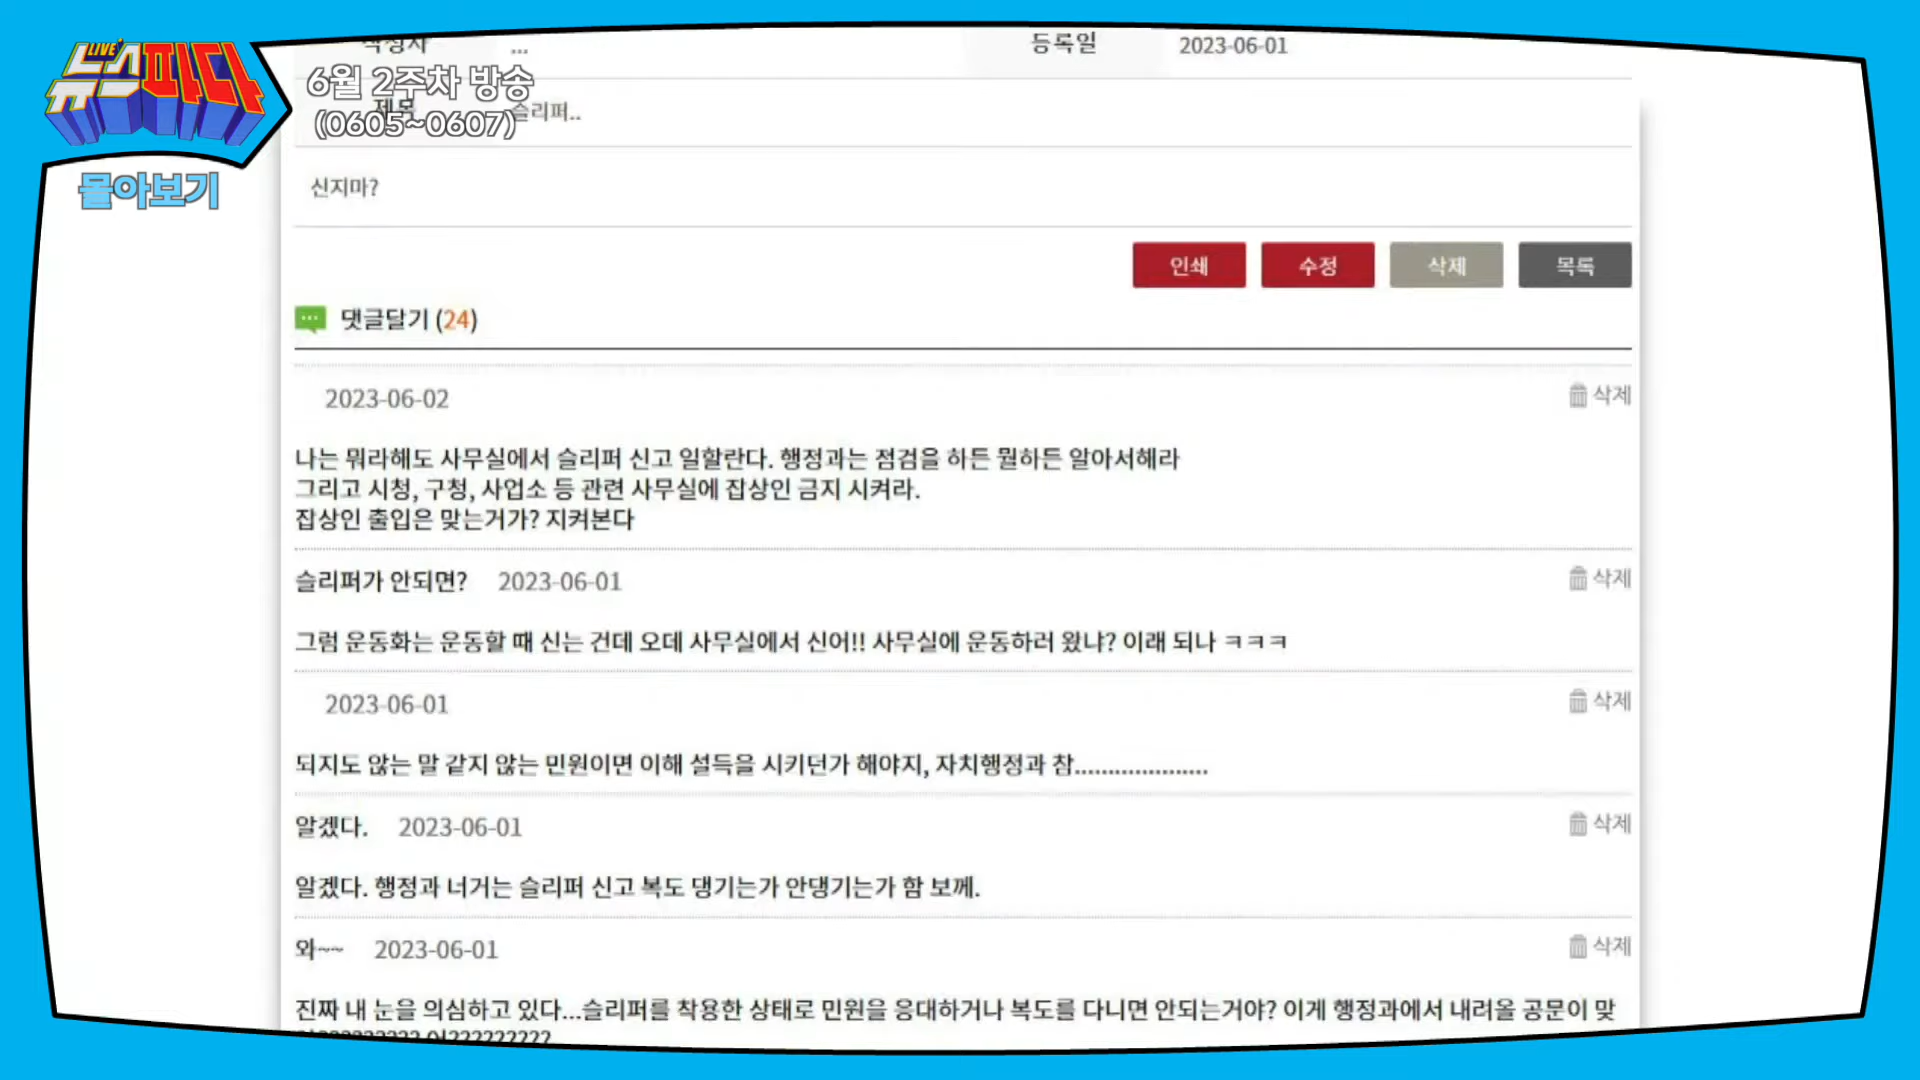 LIVE
뉴스파다
몰아보기
6월 2주차 방송
(0605~0607)
작성자 ... 등록일 2023-06-01
제목 슬리퍼..
신지마?
인쇄 수정 삭제 목록
댓글달기 (24)
2023-06-02 삭제
나는 뭐라해도 사무실에서 슬리퍼 신고 일할란다. 행정과는 점검을 하든 뭘하든 알아서해라
그리고 시청, 구청, 사업소 등 관련 사무실에 잡상인 금지 시켜라.
잡상인 출입은 맞는거가? 지켜본다
슬리퍼가 안되면? 2023-06-01 삭제
그럼 운동화는 운동할 때 신는 건데 오데 사무실에서 신어!! 사무실에 운동하러 왔냐? 이래 되나 ㅋㅋㅋ
2023-06-01 삭제
되지도 않는 말 같지 않는 민원이면 이해 설득을 시키던가 해야지, 자치행정과 참....................
알겠다. 2023-06-01 삭제
알겠다. 행정과 너거는 슬리퍼 신고 복도 댕기는가 안댕기는가 함 보께.
와~~ 2023-06-01 삭제
진짜 내 눈을 의심하고 있다...슬리퍼를 착용한 상태로 민원을 응대하거나 복도를 다니면 안되는거야? 이게 행정과에서 내려올 공문이 맞